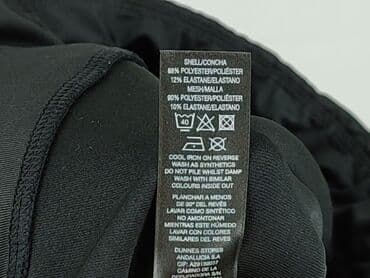 SHELL/CONCHA
88% POLYESTER/POLIÉSTER
12% ELASTANE/ELASTANO
MESH/MALLA
90% POLYESTER/POLIÉSTER
10% ELASTANE/ELASTANO
40
COOL IRON ON REVERSE
WASH AS SYNTHETICS
DO NOT PILE WHILST DAMP
WASH WITH SIMILAR
COLOURS INSIDE OUT
PLANCHAR A MENOS
DEL REVÉS
LAVAR COMO SINTÉTICO
NO AMONTONAR
MIENTRAS ESTÉ HÚMEDO
LAVAR CON COLORES
SIMILARES DEL REVÉS
DUNNES STORES
ANDALUCIA S.A
CIF:
CAMINO DE LA